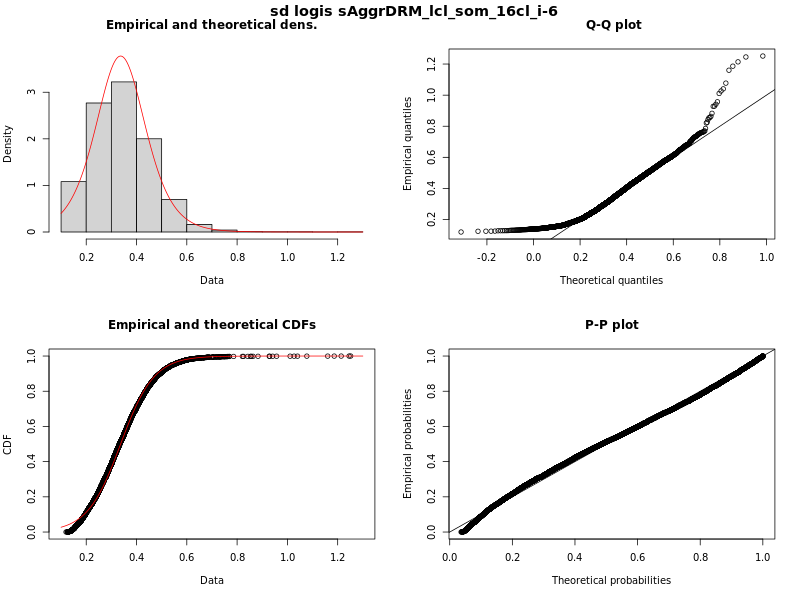 sd logis sAggrDRM_lcl_som_16cl_i-6
Empirical and theoretical dens.
Density
0 1 2 3
0.2 0.4 0.6 0.8 1.0 1.2
Data
Q-Q plot
Empirical quantiles
0.2 0.4 0.6 0.8 1.0 1.2
-0.2 0.0 0.2 0.4 0.6 0.8 1.0
Theoretical quantiles
Empirical and theoretical CDFs
CDF
0.0 0.2 0.4 0.6 0.8 1.0
0.2 0.4 0.6 0.8 1.0 1.2
Data
P-P plot
Empirical probabilities
0.0 0.2 0.4 0.6 0.8 1.0
0.0 0.2 0.4 0.6 0.8 1.0
Theoretical probabilities